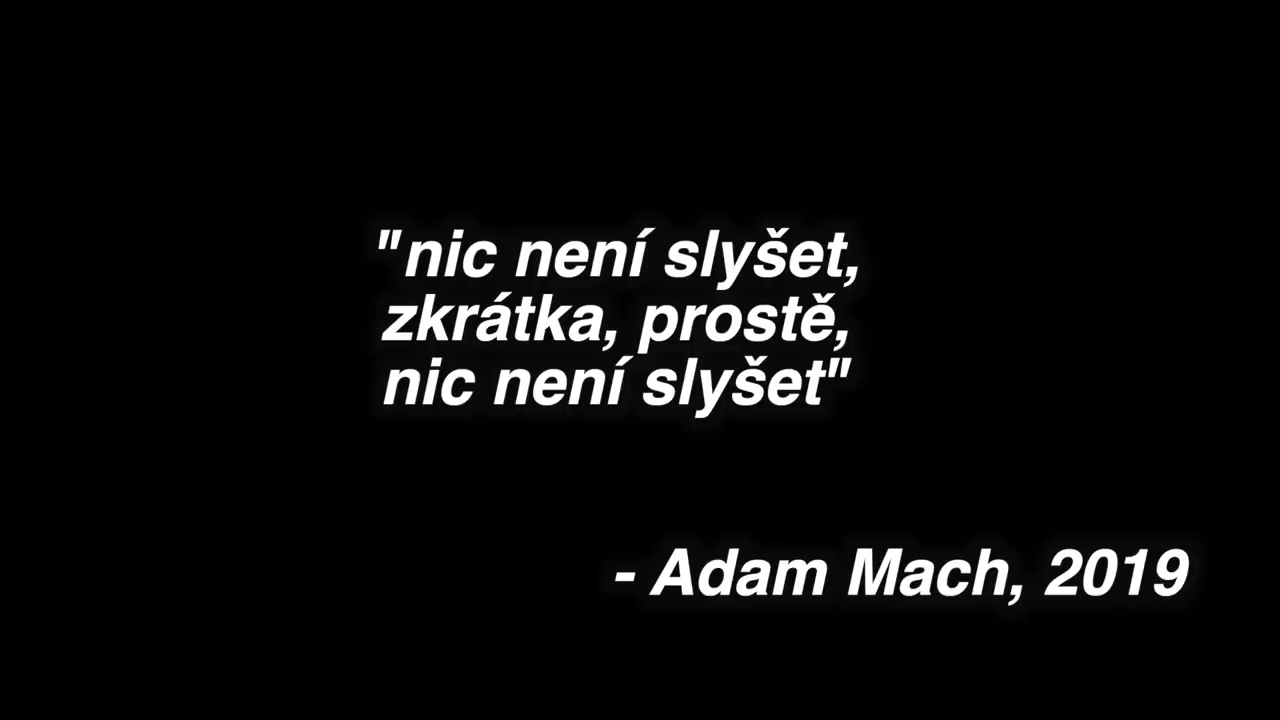 "nic není slyšet,
zkrátka, prostě,
nic není slyšet"
- Adam Mach, 2019